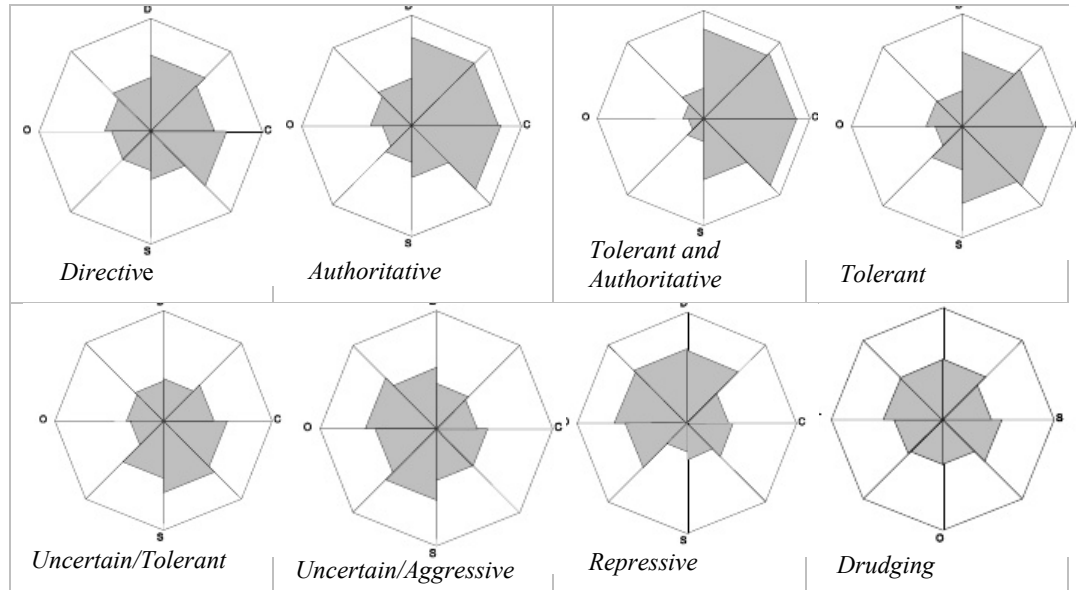 D
O
C
S
Directive
D
O
C
S
Authoritative
O
C
S
Tolerant and
Authoritative
O
S
Tolerant
O
C
S
Uncertain/Tolerant
O
C
S
Uncertain/Aggressive
D
C
S
Repressive
S
O
Drudging